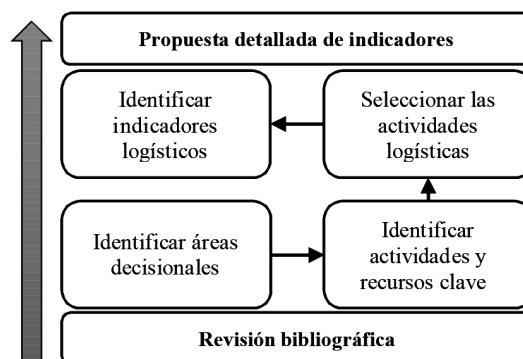 Propuesta detallada de indicadores
Identificar
indicadores
logísticos
Seleccionar las
actividades
logísticas
Identificar áreas
decisionales
Identificar
actividades y
recursos clave
Revisión bibliográfica